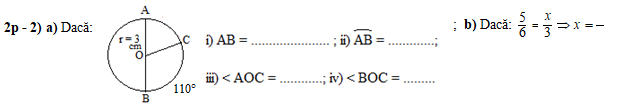 2p - 2) a) Dacă:
A
r = 3
cm
C
O
B
110°
i) AB = ........................ ; ii) AB = ..............;
iii) < AOC = ............; iv) < BOC = .........
; b) Dacă: 5/6 = x/3 ⇒ x = −